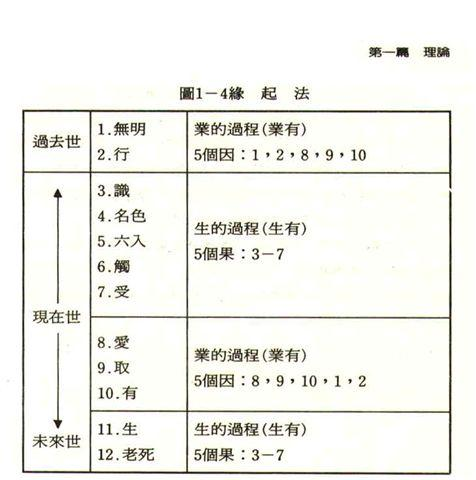 第一篇 理論
圖1-4緣 起 法
過去世
1.無明
2.行
業的過程(業有)
5個因：1，2，8，9，10
現在世
3.識
4.名色
5.六入
6.觸
7.受
生的過程(生有)
5個果：3-7
8.愛
9.取
10.有
業的過程(業有)
5個因：8，9，10，1，2
未來世
11.生
12.老死
生的過程(生有)
5個果：3-7